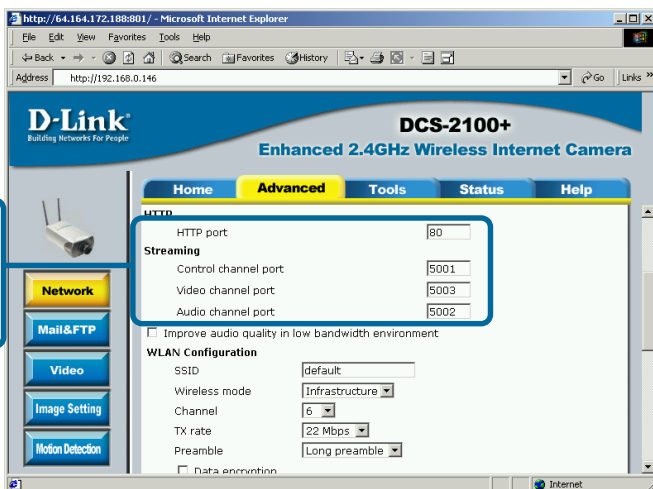 http://64.164.172.188:801/ - Microsoft Internet Explorer
File Edit View Favorites Tools Help
Back Search Favorites History
Address http://192.168.0.146 Go Links »
D-Link
Building Networks For People
DCS-2100+
Enhanced 2.4GHz Wireless Internet Camera
Home Advanced Tools Status Help
HTTP
HTTP port 80
Streaming
Control channel port 5001
Network
Video channel port 5003
Audio channel port 5002
Mail&FTP
Improve audio quality in low bandwidth environment
WLAN Configuration
Video
SSID default
Wireless mode Infrastructure
Image Setting
Channel 6
TX rate 22 Mbps
Motion Detection
Preamble Long preamble
Data encryption
Internet